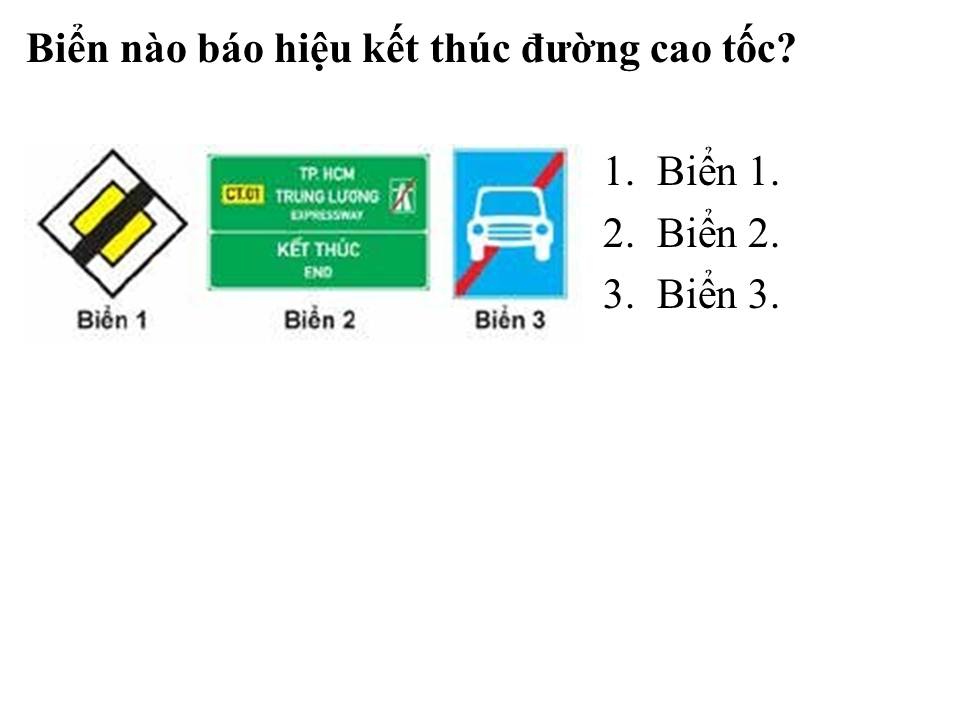 Biển nào báo hiệu kết thúc đường cao tốc?
TP. HCM
CT.01 TRUNG LƯƠNG
EXPRESSWAY
KẾT THÚC
END
Biển 1
Biển 2
Biển 3
1. Biển 1.
2. Biển 2.
3. Biển 3.